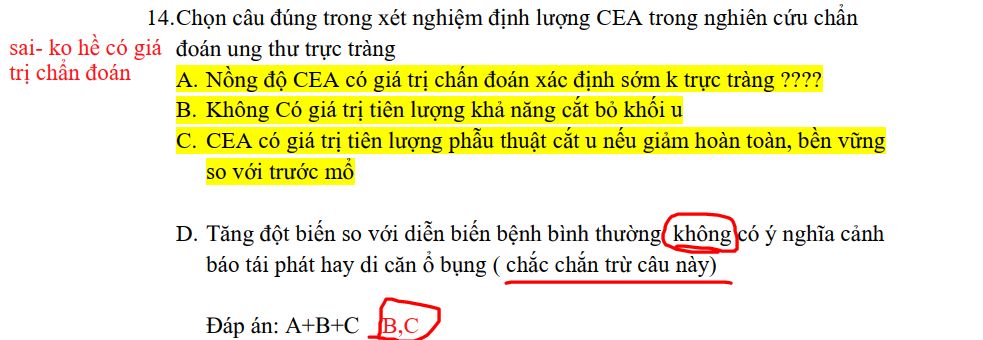 14.Chọn câu đúng trong xét nghiệm định lượng CEA trong nghiên cứu chẩn
đoán ung thư trực tràng
sai- ko hề có giá
trị chẩn đoán
A. Nồng độ CEA có giá trị chẩn đoán xác định sớm k trực tràng ????
B. Không Có giá trị tiên lượng khả năng cắt bỏ khối u
C. CEA có giá trị tiên lượng phẫu thuật cắt u nếu giảm hoàn toàn, bền vững
so với trước mổ
D. Tăng đột biến so với diễn biến bệnh bình thường không có ý nghĩa cảnh
báo tái phát hay di căn ổ bụng ( chắc chắn trừ câu này)
Đáp án: A+B+C B,C